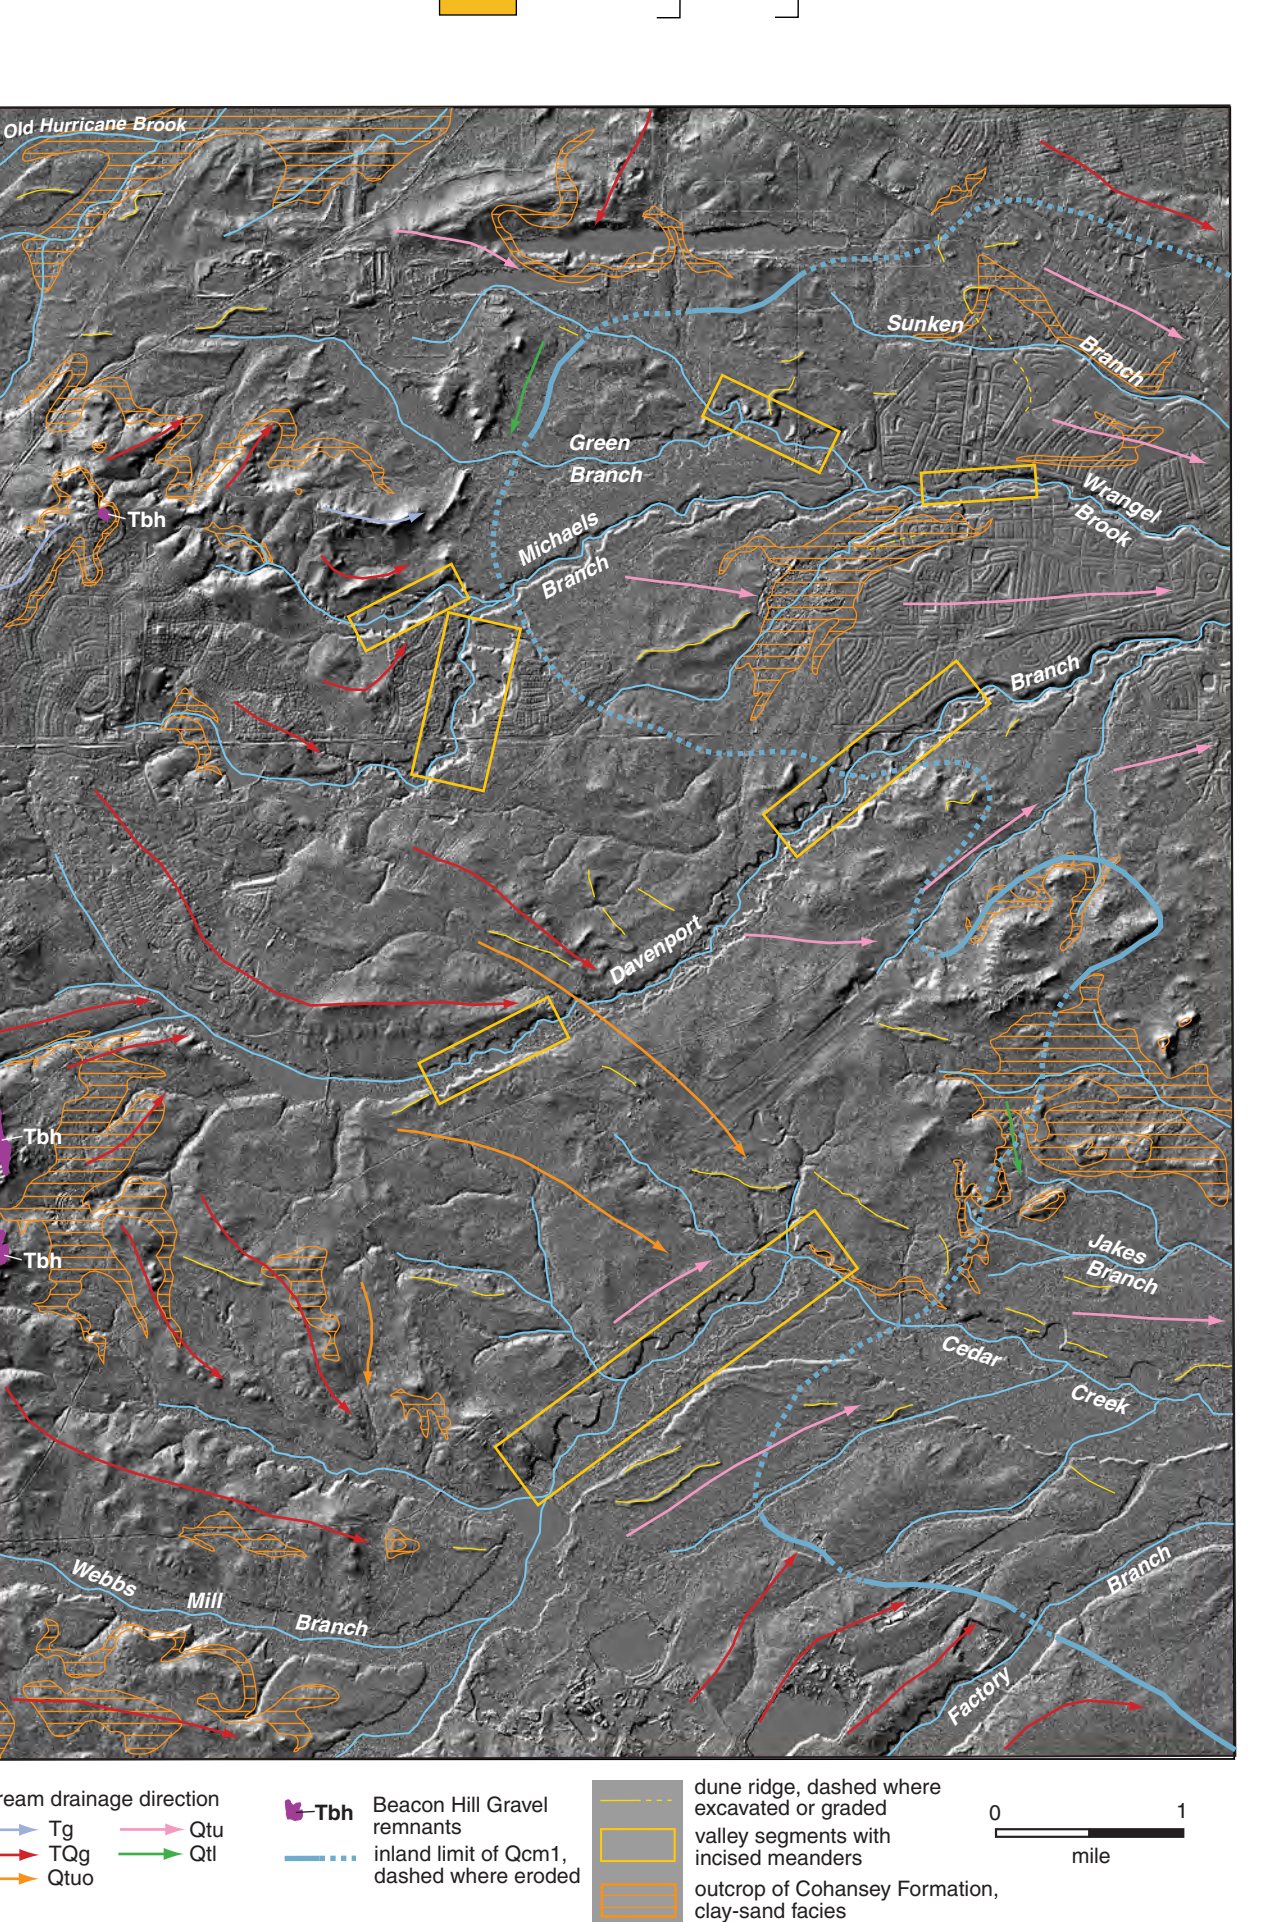 Old Hurricane Brook
Sunken
Branch
Green
Branch
Wrangel
Brook
Tbh
Michaels
Branch
Branch
Davenport
Tbh
Tbh
Jakes
Branch
Cedar
Creek
Webbs
Mill
Branch
Branch
Factory
ream drainage direction
Tg
Qtu
TQg
Qtl
Qtuo
Tbh
Beacon Hill Gravel
remnants
inland limit of Qcm1,
dashed where eroded
dune ridge, dashed where
excavated or graded
valley segments with
incised meanders
outcrop of Cohansey Formation,
clay-sand facies
0 1
mile